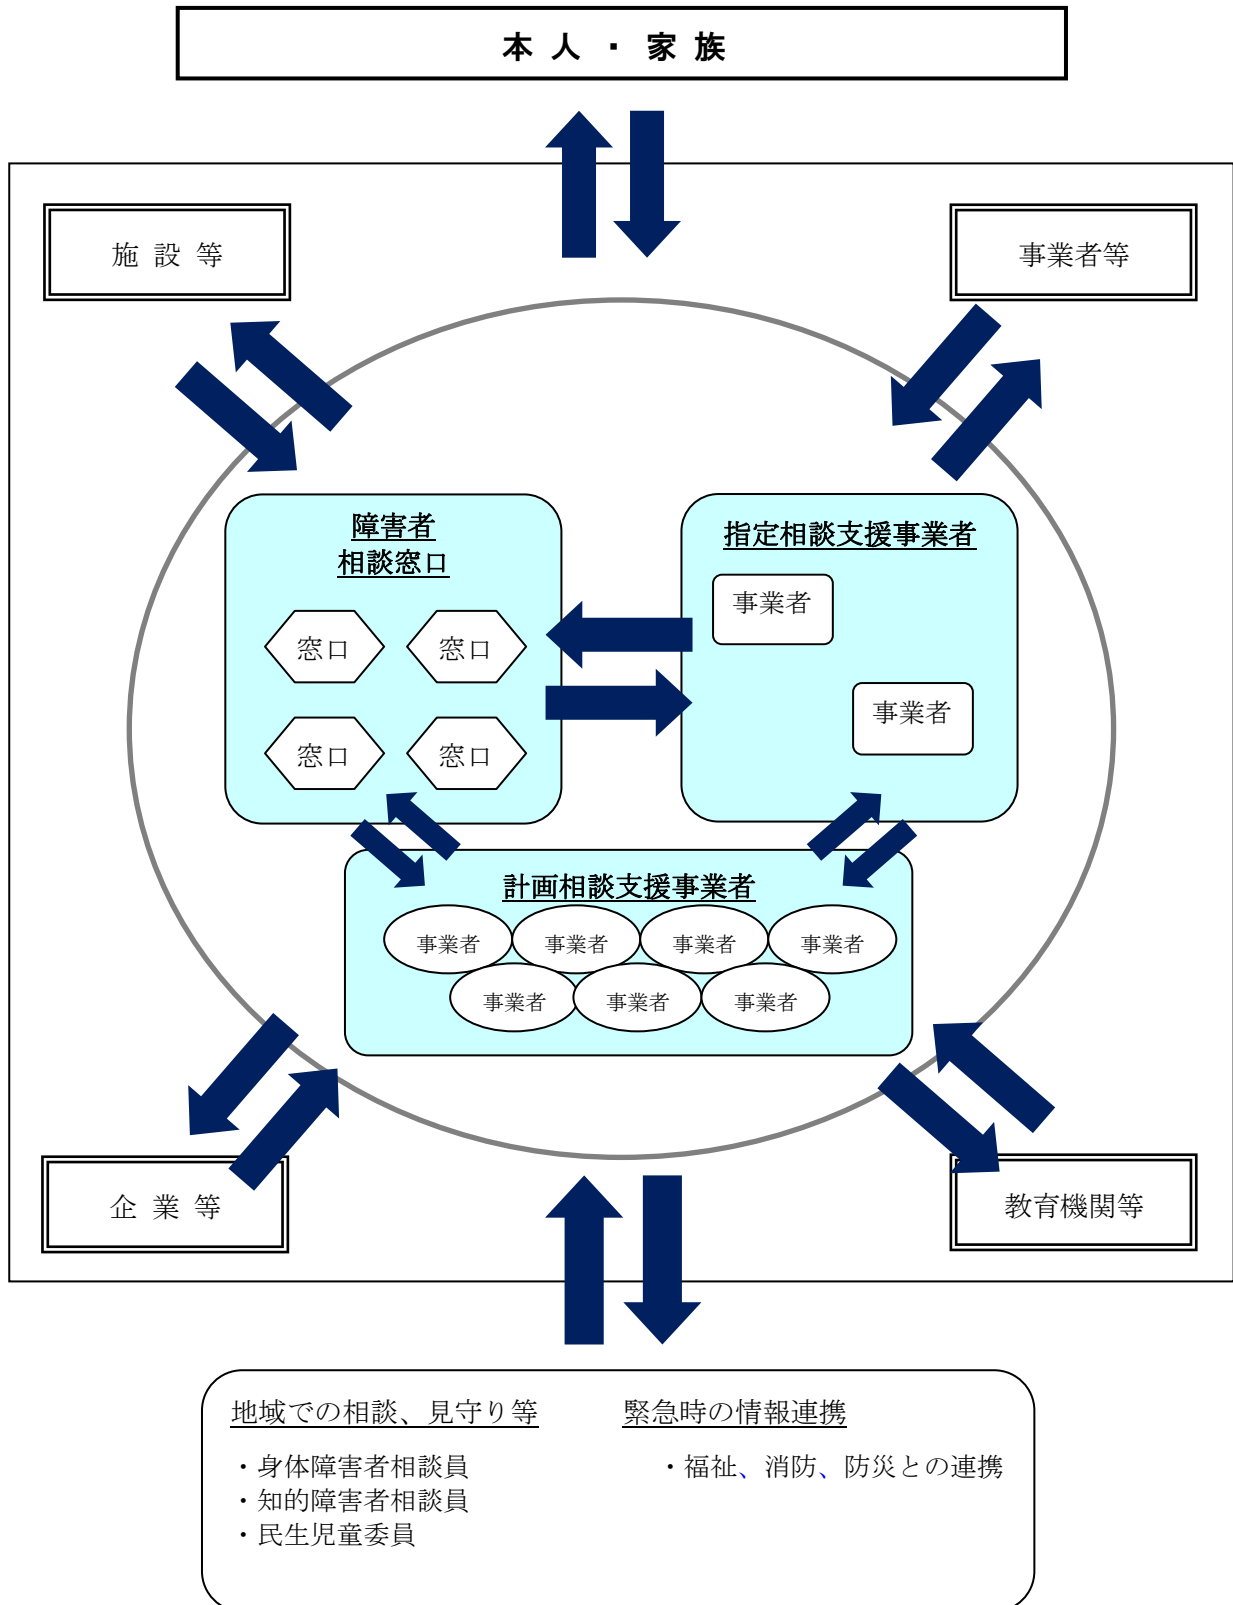 本人・家族
施設等
事業者等
障害者
相談窓口
指定相談支援事業者
事業者
窓口
窓口
事業者
窓口
窓口
計画相談支援事業者
事業者
事業者
事業者
事業者
事業者
事業者
事業者
企業等
教育機関等
地域での相談、見守り等
・身体障害者相談員
・知的障害者相談員
・民生児童委員
緊急時の情報連携
・福祉、消防、防災との連携